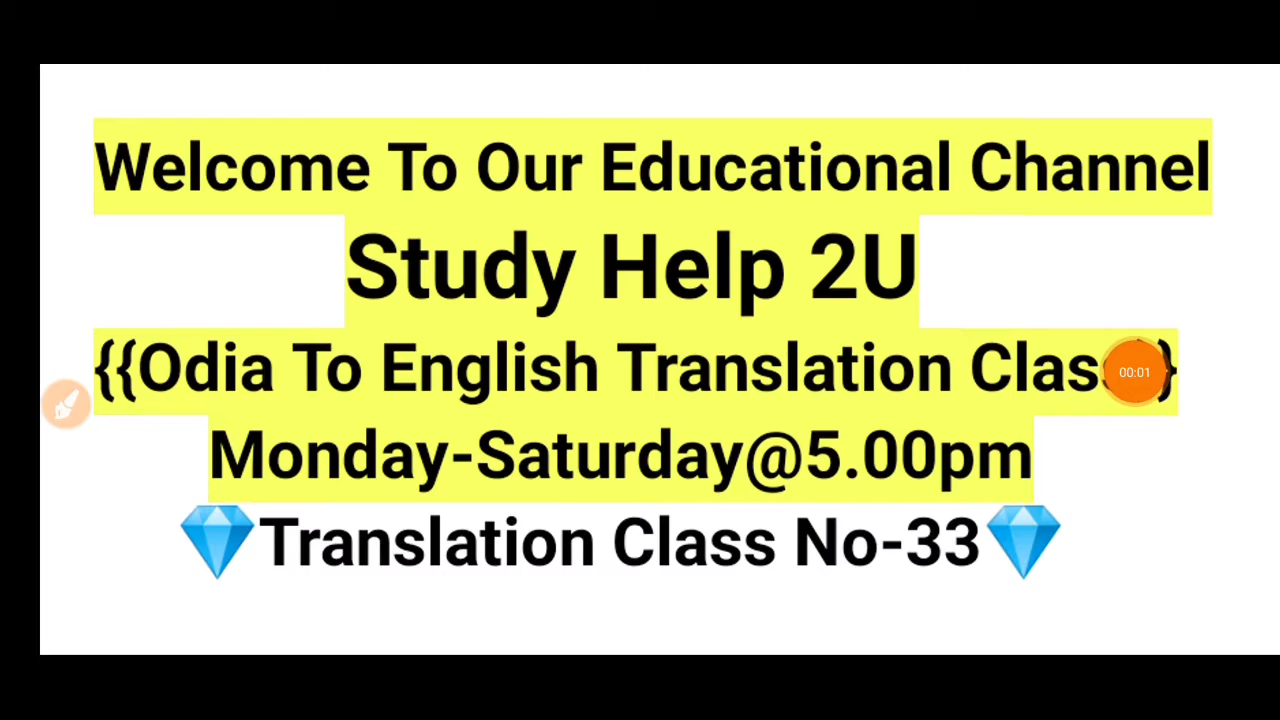 Welcome To Our Educational Channel
Study Help 2U
{{Odia To English Translation
Monday-Saturday@5.00pm
💎Translation Class No-33💎
00:01